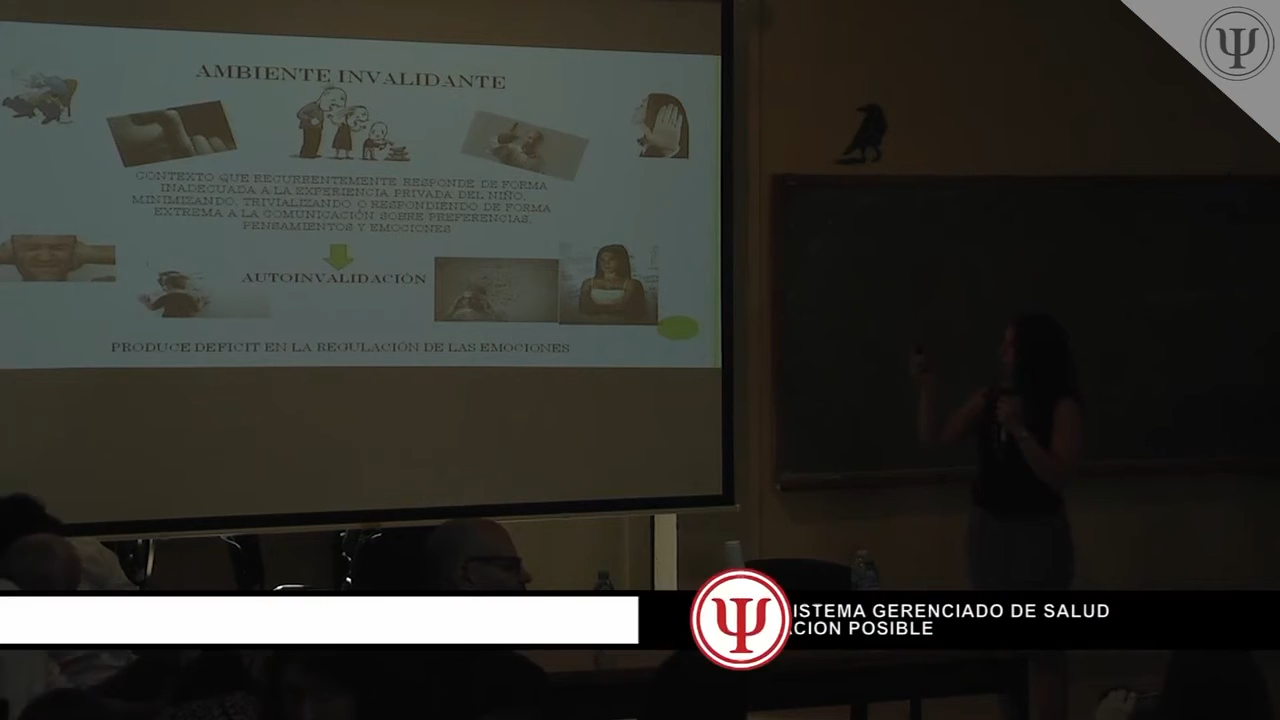 AMBIENTE INVALIDANTE
CONTEXTO QUE RECURRENTEMENTE RESPONDE DE FORMA
INADECUADA A LA EXPERIENCIA PRIVADA DEL NIÑO,
MINIMIZANDO, TRIVIALIZANDO O RESPONDIENDO DE FORMA
EXTREMA A LA COMUNICACIÓN SOBRE PREFERENCIAS,
PENSAMIENTOS Y EMOCIONES
AUTOINVALIDACIÓN
PRODUCE DEFICIT EN LA REGULACIÓN DE LAS EMOCIONES
Ψ
Ψ
ISTEMA GERENCIADO DE SALUD
ACION POSIBLE